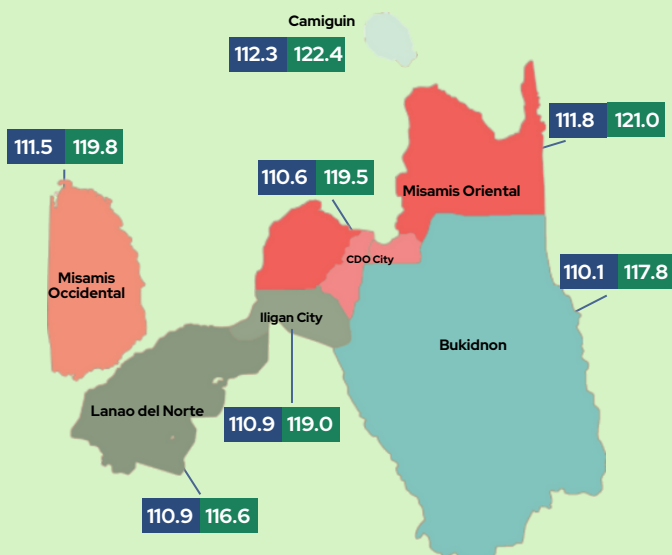 Camiguin
112.3 122.4
111.8 121.0
111.5 119.8
110.6 119.5
Misamis Oriental
CDO City
110.1 117.8
Misamis
Occidental
Iligan City
Bukidnon
Lanao del Norte
110.9 119.0
110.9 116.6